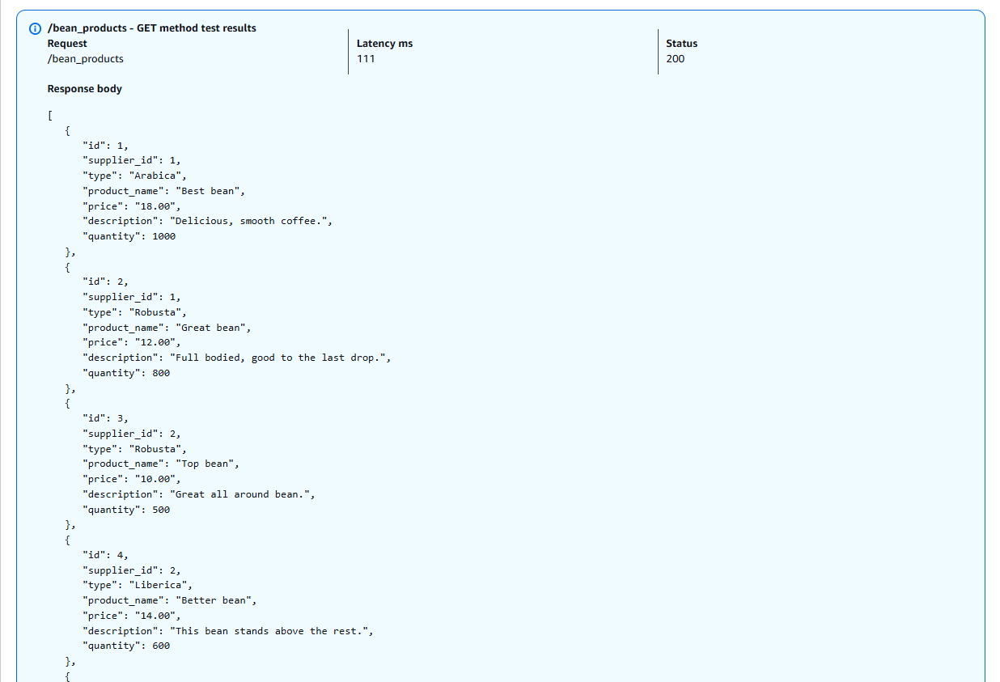 /bean_products - GET method test results
Request
/bean_products
Latency ms
111
Status
200
Response body
[
{
"id": 1,
"supplier_id": 1,
"type": "Arabica",
"product_name": "Best bean",
"price": "18.00",
"description": "Delicious, smooth coffee.",
"quantity": 1000
},
{
"id": 2,
"supplier_id": 1,
"type": "Robusta",
"product_name": "Great bean",
"price": "12.00",
"description": "Full bodied, good to the last drop.",
"quantity": 800
},
{
"id": 3,
"supplier_id": 2,
"type": "Robusta",
"product_name": "Top bean",
"price": "10.00",
"description": "Great all around bean.",
"quantity": 500
},
{
"id": 4,
"supplier_id": 2,
"type": "Liberica",
"product_name": "Better bean",
"price": "14.00",
"description": "This bean stands above the rest.",
"quantity": 600
},
{